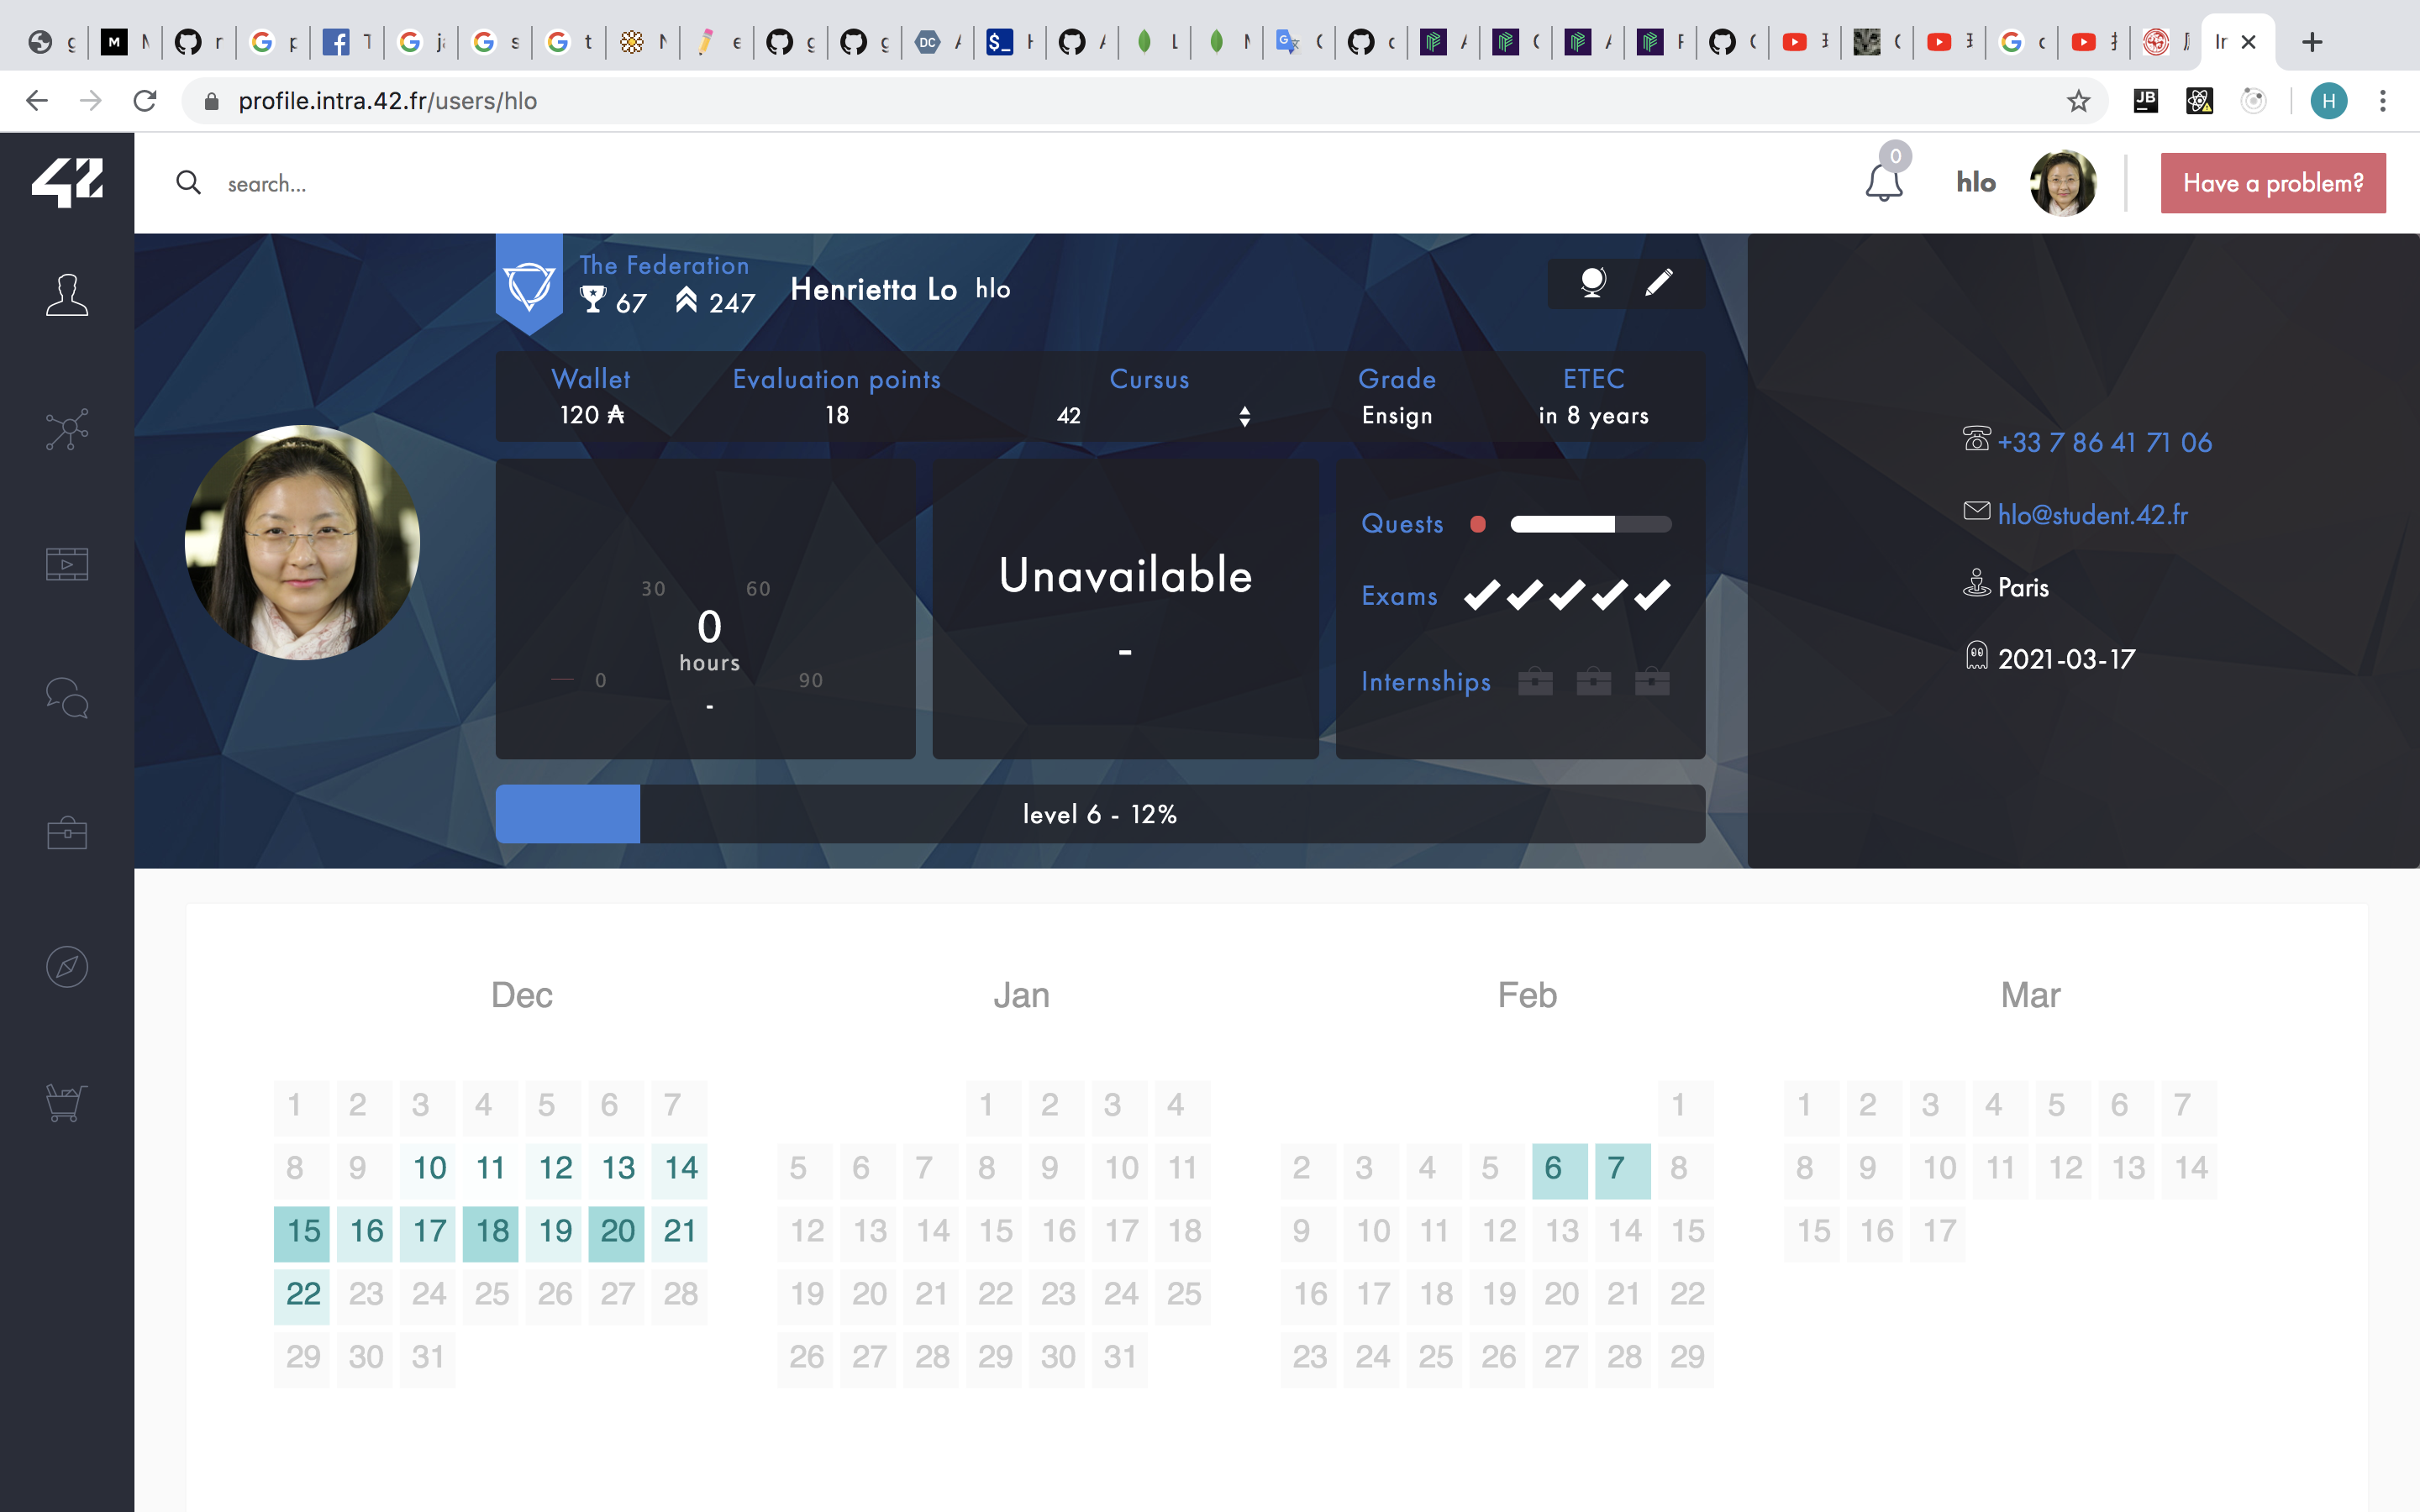 profile.intra.42.fr/users/hlo
JB
H
42
search...
0
hlo
Have a problem?
The Federation
67 247
Henrietta Lo hlo
Wallet Evaluation points Cursus Grade ETEC
120 ₳ 18 42 Ensign in 8 years
30 60
0
hours
0 90
-
Unavailable
-
Quests
Exams
Internships
level 6 - 12%
+33 7 86 41 71 06
hlo@student.42.fr
Paris
2021-03-17
Dec
1 2 3 4 5 6 7
8 9 10 11 12 13 14
15 16 17 18 19 20 21
22 23 24 25 26 27 28
29 30 31
Jan
1 2 3 4
5 6 7 8 9 10 11
12 13 14 15 16 17 18
19 20 21 22 23 24 25
26 27 28 29 30 31
Feb
1
2 3 4 5 6 7 8
9 10 11 12 13 14 15
16 17 18 19 20 21 22
23 24 25 26 27 28 29
Mar
1 2 3 4 5 6 7
8 9 10 11 12 13 14
15 16 17